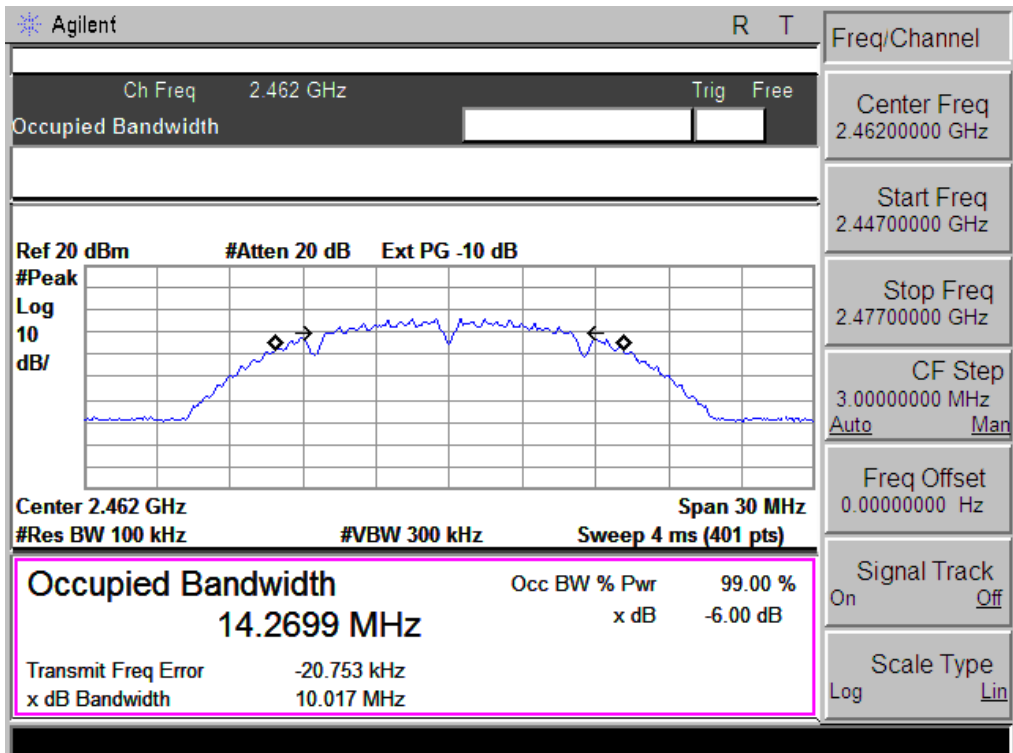 Agilent R T
Ch Freq 2.462 GHz Trig Free
Occupied Bandwidth
Ref 20 dBm #Atten 20 dB Ext PG -10 dB
#Peak
Log
10
dB/
Center 2.462 GHz Span 30 MHz
#Res BW 100 kHz #VBW 300 kHz Sweep 4 ms (401 pts)
Occupied Bandwidth Occ BW % Pwr 99.00 %
14.2699 MHz x dB -6.00 dB
Transmit Freq Error -20.753 kHz
x dB Bandwidth 10.017 MHz
Freq/Channel
Center Freq
2.46200000 GHz
Start Freq
2.44700000 GHz
Stop Freq
2.47700000 GHz
CF Step
3.00000000 MHz
Auto Man
Freq Offset
0.00000000 Hz
Signal Track
On Off
Scale Type
Log Lin